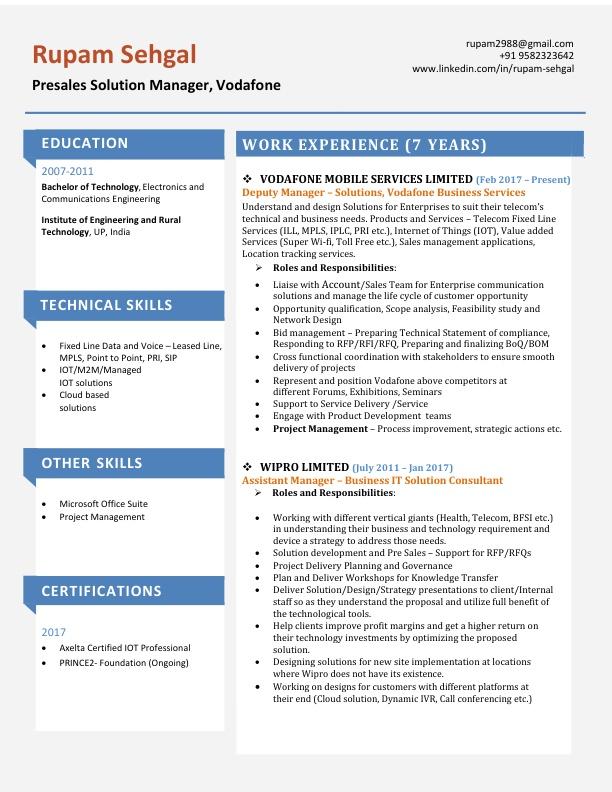 Rupam Sehgal
Presales Solution Manager, Vodafone
rupam2988@gmail.com
+91 9582323642
www.linkedin.com/in/rupam-sehgal
EDUCATION
2007-2011
Bachelor of Technology, Electronics and
Communications Engineering
Institute of Engineering and Rural
Technology, UP, India
TECHNICAL SKILLS
• Fixed Line Data and Voice – Leased Line,
MPLS, Point to Point, PRI, SIP
• IOT/M2M/Managed
IOT solutions
• Cloud based
solutions
OTHER SKILLS
• Microsoft Office Suite
• Project Management
CERTIFICATIONS
2017
• Axelta Certified IOT Professional
• PRINCE2- Foundation (Ongoing)
WORK EXPERIENCE (7 YEARS)
❖ VODAFONE MOBILE SERVICES LIMITED (Feb 2017 – Present)
Deputy Manager – Solutions, Vodafone Business Services
Understand and design Solutions for Enterprises to suit their telecom's
technical and business needs. Products and Services – Telecom Fixed Line
Services (ILL, MPLS, IPLC, PRI etc.), Internet of Things (IOT), Value added
Services (Super Wi-fi, Toll Free etc.), Sales management applications,
Location tracking services.
➢ Roles and Responsibilities:
• Liaise with Account/Sales Team for Enterprise communication
solutions and manage the life cycle of customer opportunity
• Opportunity qualification, Scope analysis, Feasibility study and
Network Design
• Bid management – Preparing Technical Statement of compliance,
Responding to RFP/RFI/RFQ, Preparing and finalizing BoQ/BOM
• Cross functional coordination with stakeholders to ensure smooth
delivery of projects
• Represent and position Vodafone above competitors at
different Forums, Exhibitions, Seminars
• Support to Service Delivery /Service
• Engage with Product Development teams
• Project Management – Process improvement, strategic actions etc.
❖ WIPRO LIMITED (July 2011 – Jan 2017)
Assistant Manager – Business IT Solution Consultant
➢ Roles and Responsibilities:
• Working with different vertical giants (Health, Telecom, BFSI etc.)
in understanding their business and technology requirement and
device a strategy to address those needs.
• Solution development and Pre Sales – Support for RFP/RFQs
• Project Delivery Planning and Governance
• Plan and Deliver Workshops for Knowledge Transfer
• Deliver Solution/Design/Strategy presentations to client/Internal
staff so as they understand the proposal and utilize full benefit of
the technological tools.
• Help clients improve profit margins and get a higher return on
their technology investments by optimizing the proposed
solution.
• Designing solutions for new site implementation at locations
where Wipro does not have its existence.
• Working on designs for customers with different platforms at
their end (Cloud solution, Dynamic IVR, Call conferencing etc.)